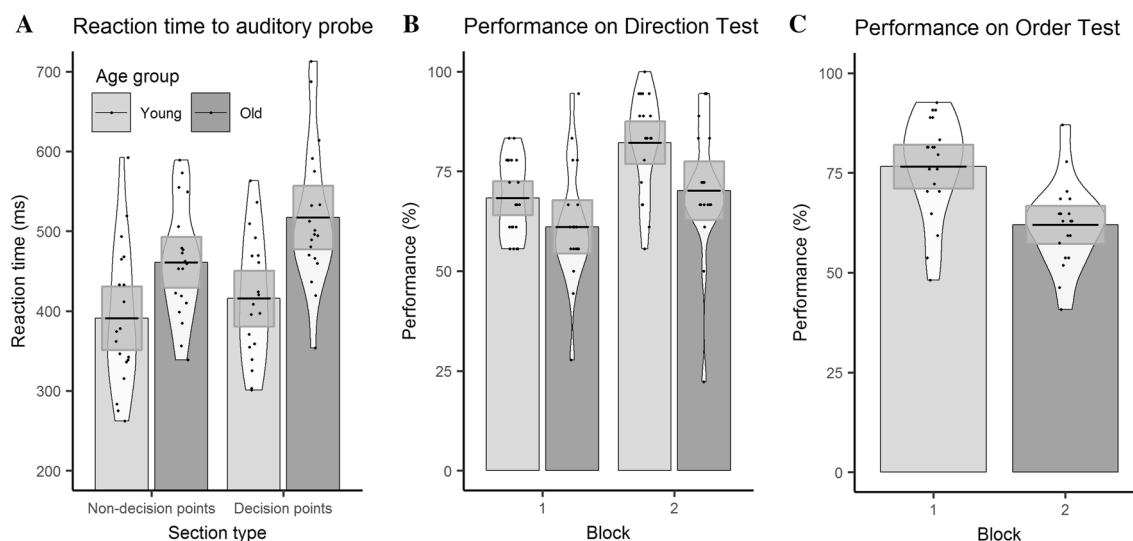 A Reaction time to auditory probe
Reaction time (ms)
700
600
500
400
300
200
Age group
Young
Old
Non-decision points
Decision points
Section type
B Performance on Direction Test
Performance (%)
100
75
50
25
0
1
2
Block
C Performance on Order Test
Performance (%)
100
75
50
25
0
1
2
Block